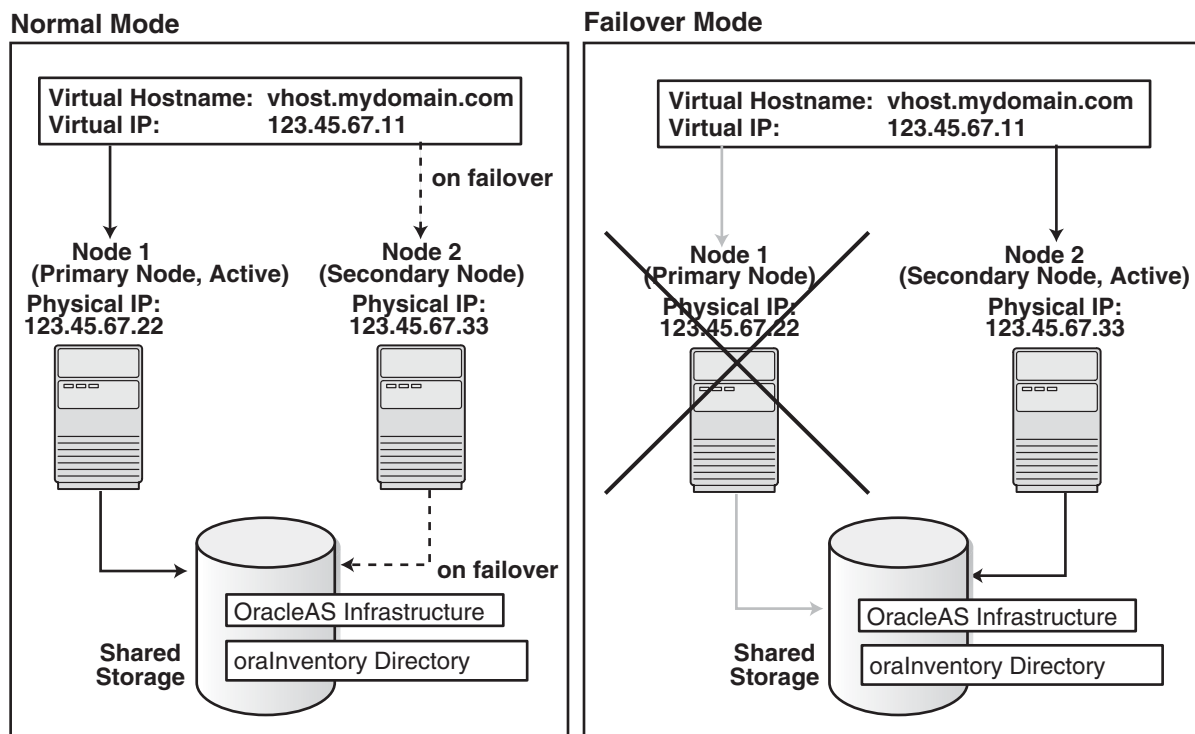 Normal Mode
Virtual Hostname: vhost.mydomain.com
Virtual IP: 123.45.67.11
on failover
Node 1
(Primary Node, Active)
Physical IP:
123.45.67.22
Node 2
(Secondary Node)
Physical IP:
123.45.67.33
on failover
OracleAS Infrastructure
oraInventory Directory
Shared
Storage
Failover Mode
Virtual Hostname: vhost.mydomain.com
Virtual IP: 123.45.67.11
Node 1
(Primary Node)
Physical IP:
123.45.67.22
Node 2
(Secondary Node, Active)
Physical IP:
123.45.67.33
OracleAS Infrastructure
oraInventory Directory
Shared
Storage